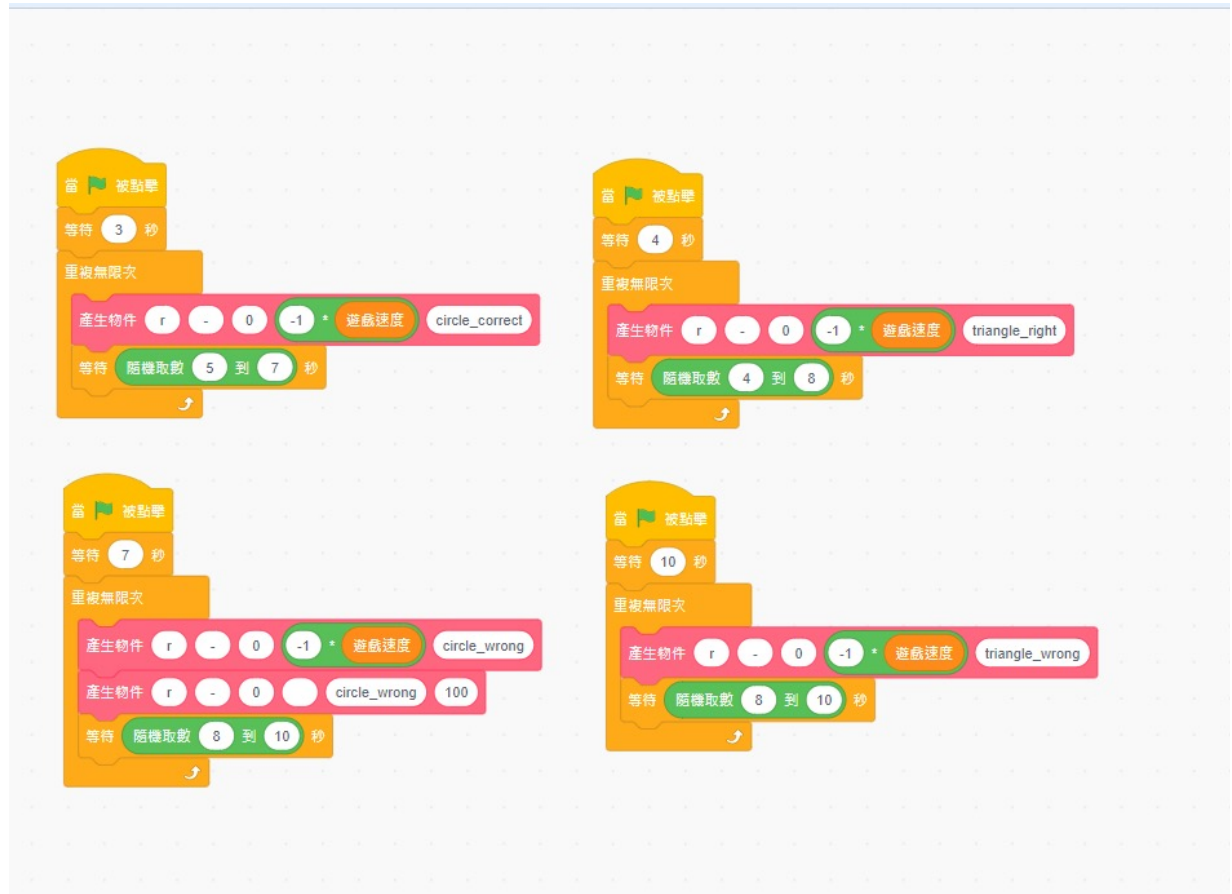 當 被點擊
等待 3 秒
重複無限次
產生物件 r - 0 -1 * 遊戲速度 circle_correct
等待 隨機取數 5 到 7 秒
當 被點擊
等待 4 秒
重複無限次
產生物件 r - 0 -1 * 遊戲速度 triangle_right
等待 隨機取數 4 到 8 秒
當 被點擊
等待 7 秒
重複無限次
產生物件 r - 0 -1 * 遊戲速度 circle_wrong
產生物件 r - 0 circle_wrong 100
等待 隨機取數 8 到 10 秒
當 被點擊
等待 10 秒
重複無限次
產生物件 r - 0 -1 * 遊戲速度 triangle_wrong
等待 隨機取數 8 到 10 秒